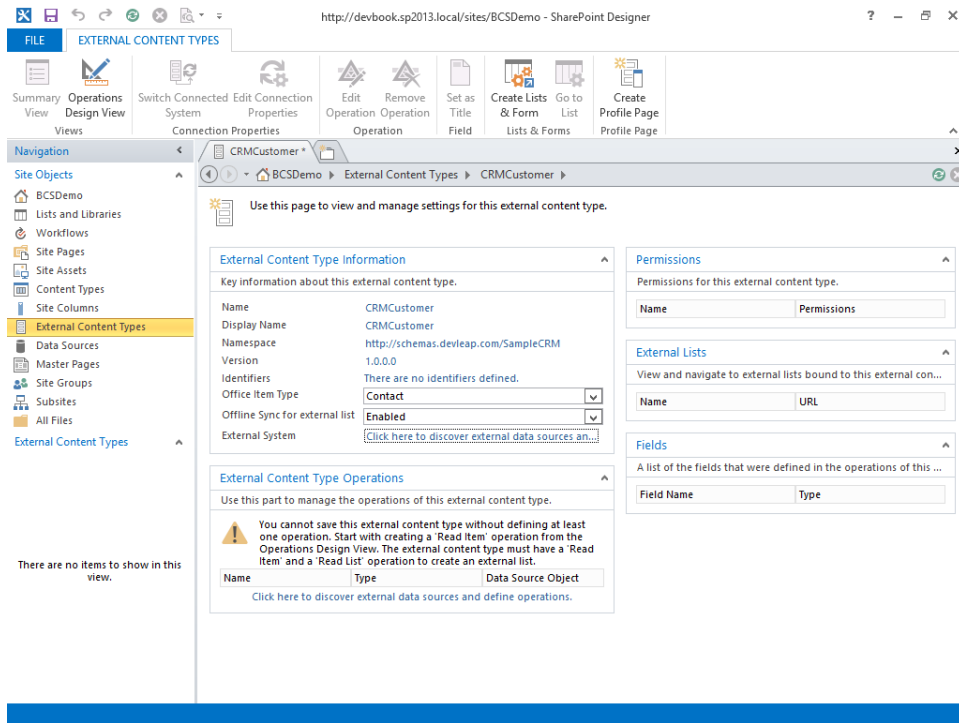 http://devbook.sp2013.local/sites/BCSDemo - SharePoint Designer
FILE
EXTERNAL CONTENT TYPES
Summary View
Operations Design View
Switch Connected System
Edit Connection Properties
Edit Operation
Remove Operation
Set as Title
Create Lists & Form
Go to List
Create Profile Page
Views
Connection Properties
Operation
Field
Lists & Forms
Profile Page
Navigation
CRMCustomer *
Site Objects
BCSDemo
External Content Types
CRMCustomer
BCSDemo
Lists and Libraries
Workflows
Site Pages
Site Assets
Content Types
Site Columns
External Content Types
Data Sources
Master Pages
Site Groups
Subsites
All Files
External Content Types
There are no items to show in this
view.
Use this page to view and manage settings for this external content type.
External Content Type Information
Key information about this external content type.
Name CRMCustomer
Display Name CRMCustomer
Namespace http://schemas.devleap.com/SampleCRM
Version 1.0.0.0
Identifiers There are no identifiers defined.
Office Item Type Contact
Offline Sync for external list Enabled
External System Click here to discover external data sources an...
External Content Type Operations
Use this part to manage the operations of this external content type.
You cannot save this external content type without defining at least
one operation. Start with creating a 'Read Item' operation from the
Operations Design View. The external content type must have a 'Read
Item' and a 'Read List' operation to create an external list.
Name Type Data Source Object
Click here to discover external data sources and define operations.
Permissions
Permissions for this external content type.
Name Permissions
External Lists
View and navigate to external lists bound to this external con...
Name URL
Fields
A list of the fields that were defined in the operations of this ...
Field Name Type